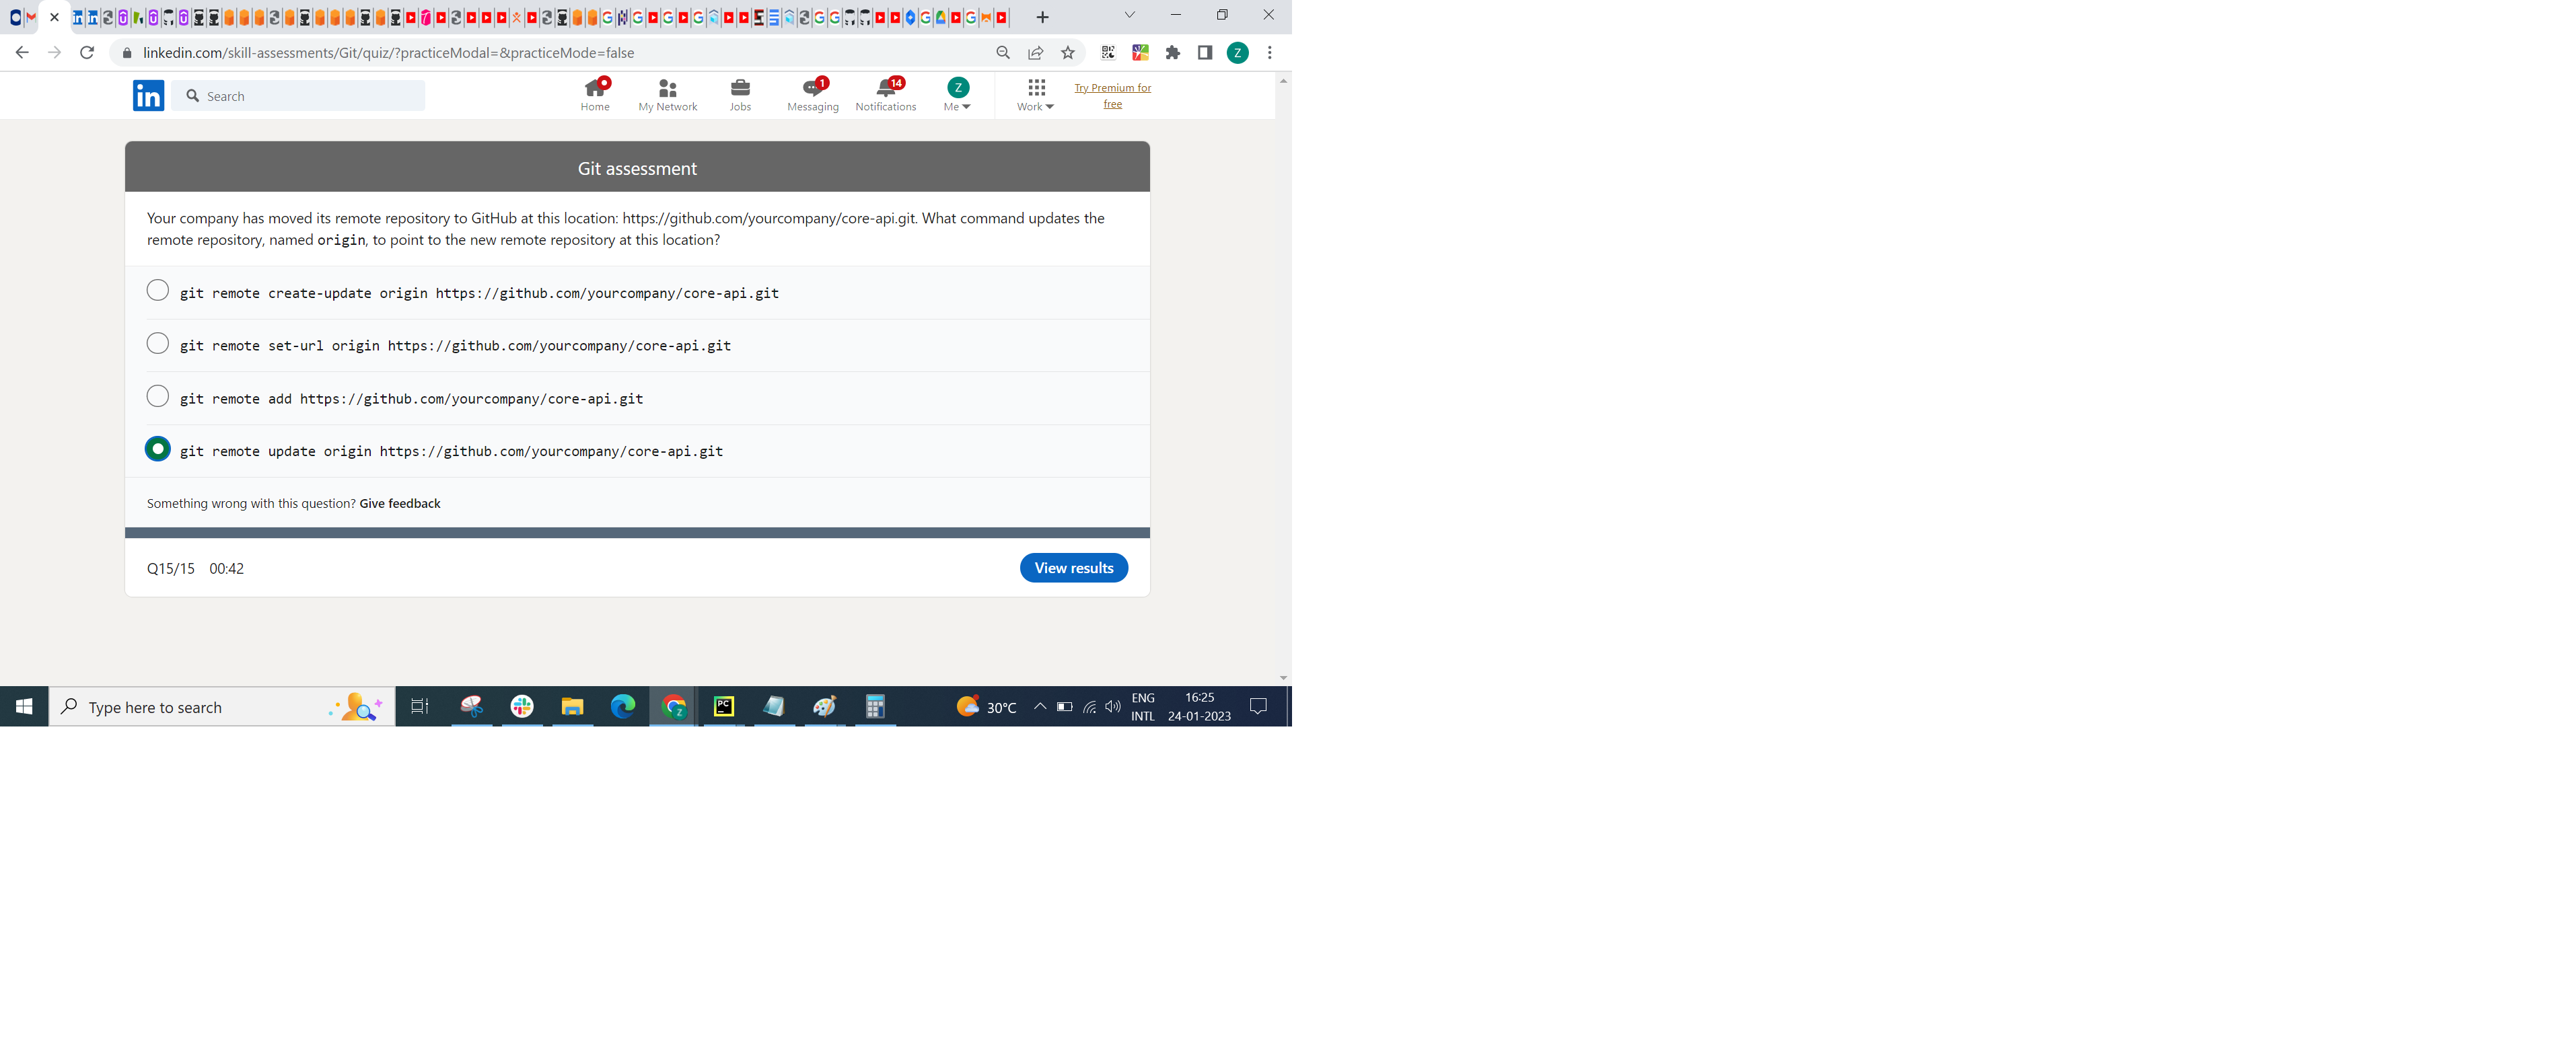 linkedin.com/skill-assessments/Git/quiz/?practiceModal=&practiceMode=false
Z
in
Search
Home
My Network
Jobs
1
Messaging
14
Notifications
Z
Me
Work
Try Premium for
free
Git assessment
Your company has moved its remote repository to GitHub at this location: https://github.com/yourcompany/core-api.git. What command updates the
remote repository, named origin, to point to the new remote repository at this location?
git remote create-update origin https://github.com/yourcompany/core-api.git
git remote set-url origin https://github.com/yourcompany/core-api.git
git remote add https://github.com/yourcompany/core-api.git
git remote update origin https://github.com/yourcompany/core-api.git
Something wrong with this question? Give feedback
Q15/15 00:42
View results
Type here to search
PC
30°C
ENG
INTL
16:25
24-01-2023